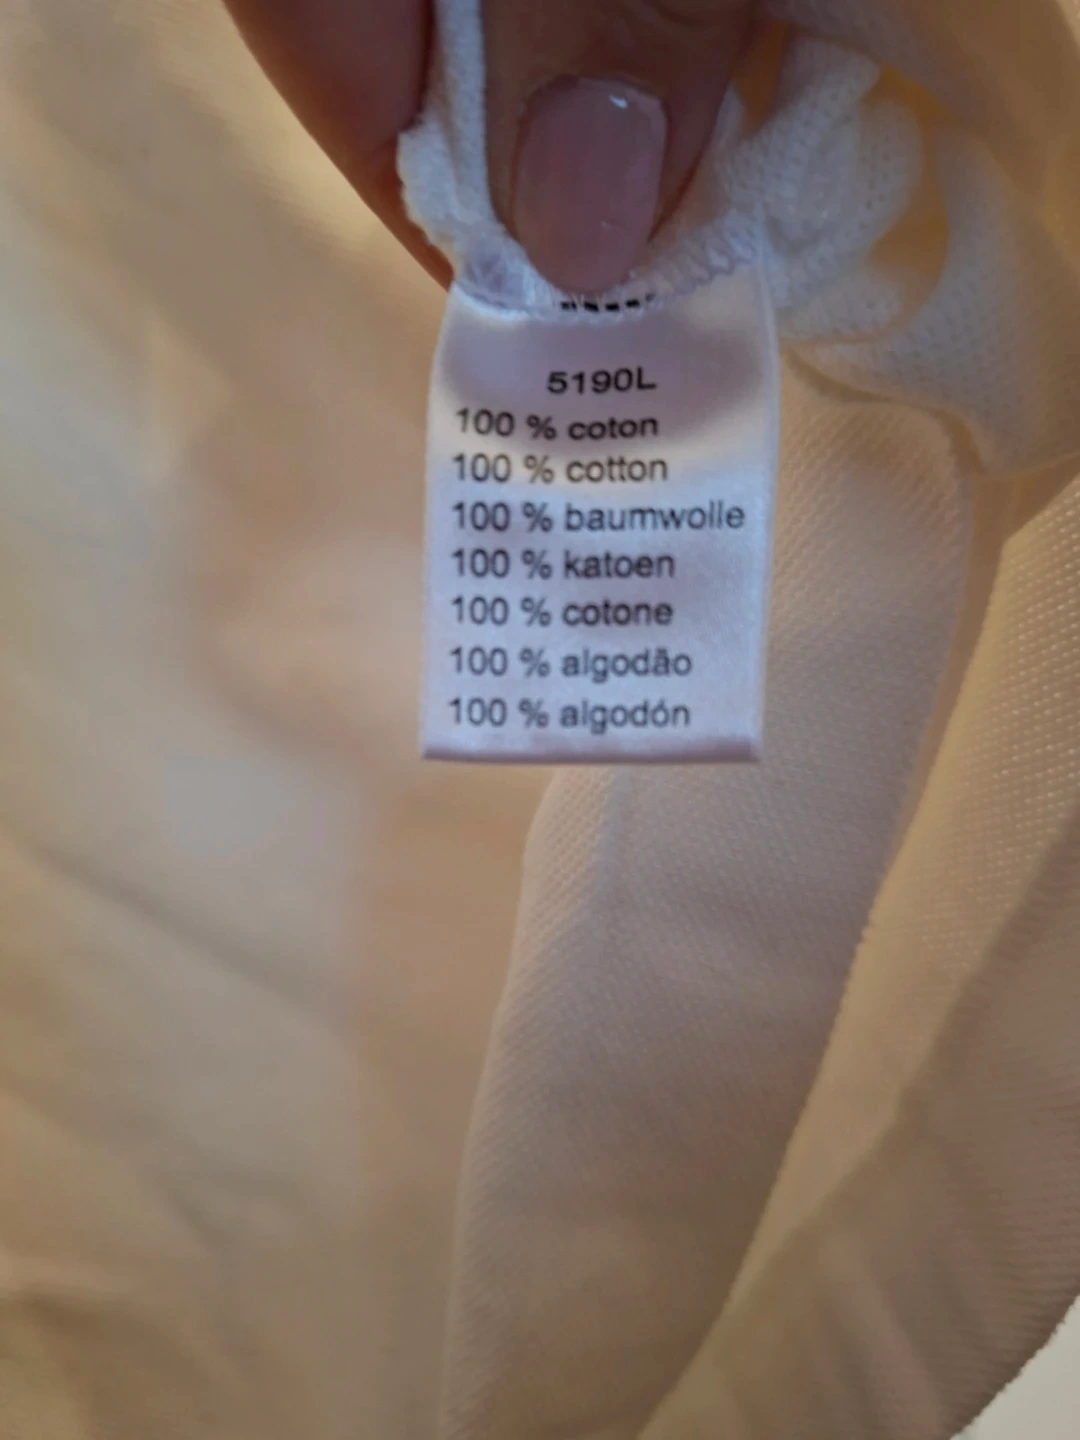 5190L
100 % coton
100 % cotton
100 % baumwolle
100 % katoen
100 % cotone
100 % algodão
100 % algodón